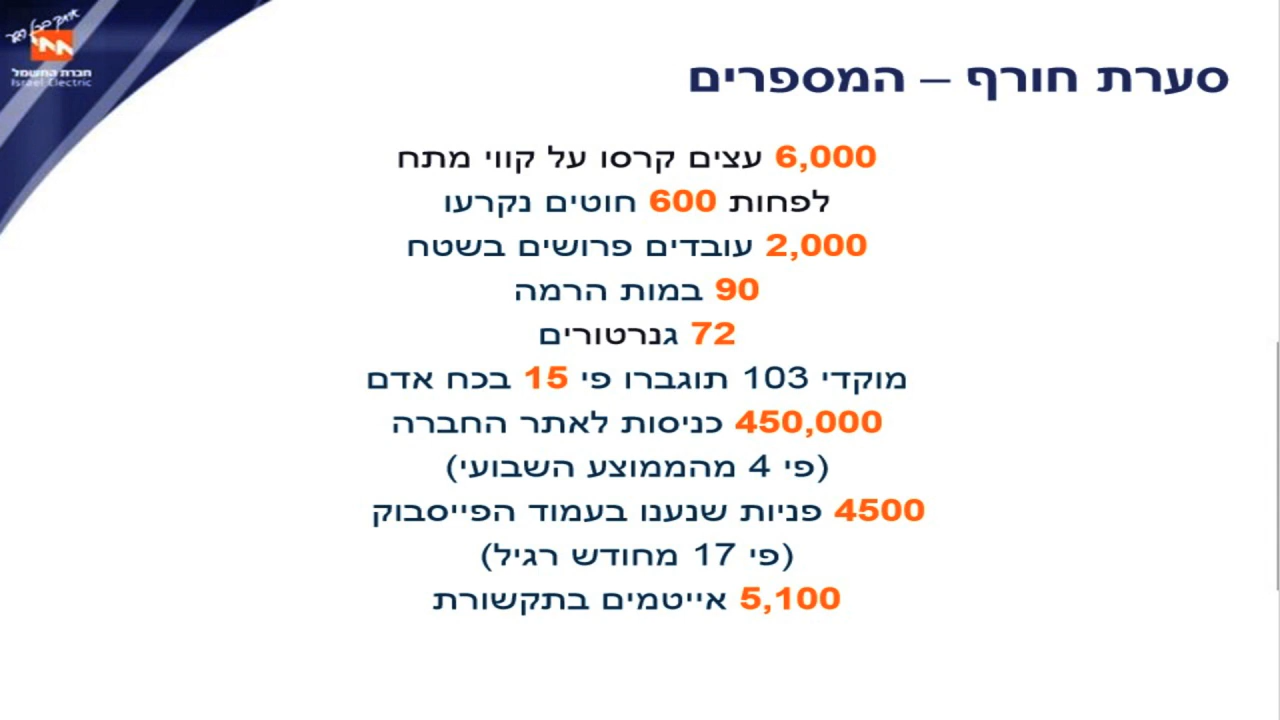 חברת החשמל
Israel Electric
סערת חורף – המספרים
6,000 עצים קרסו על קווי מתח
לפחות 600 חוטים נקרעו
2,000 עובדים פרושים בשטח
90 במות הרמה
72 גנרטורים
מוקדי 103 תוגברו פי 15 בכח אדם
450,000 כניסות לאתר החברה
(פי 4 מהממוצע השבועי)
4500 פניות שנענו בעמוד הפייסבוק
(פי 17 מחודש רגיל)
5,100 אייטמים בתקשורת